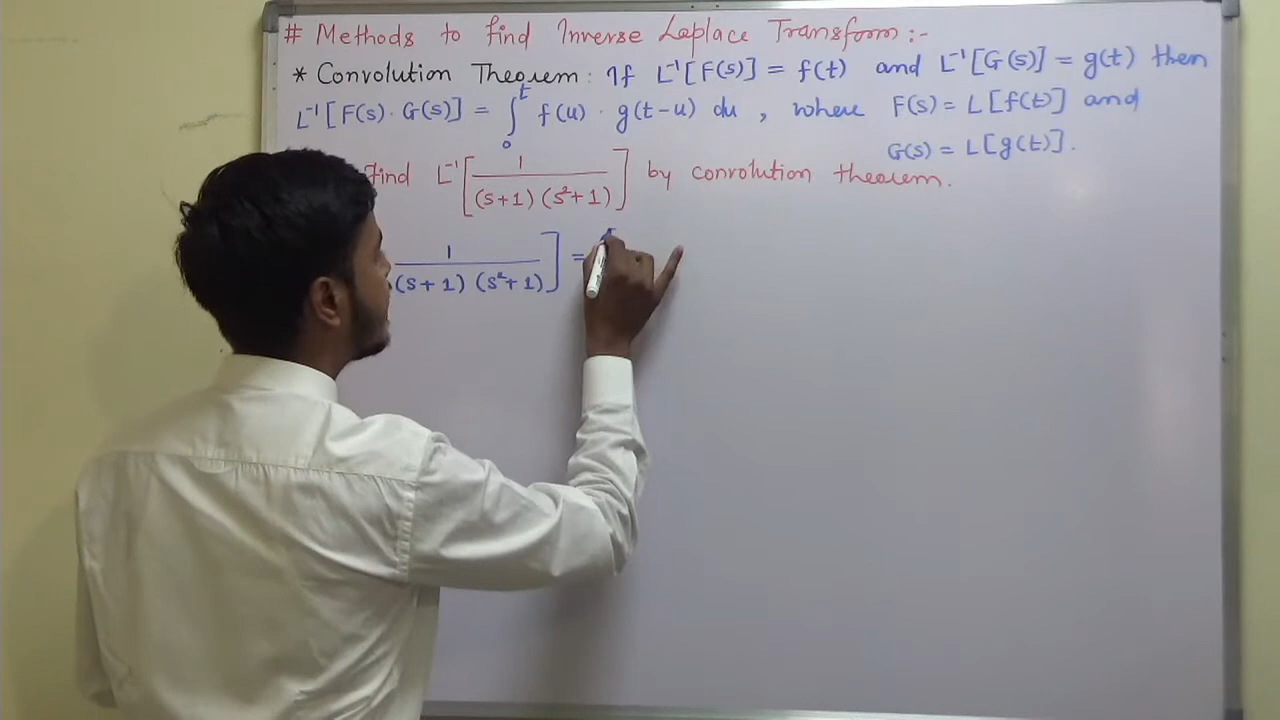 # Methods to find Inverse Laplace Transform :-
* Convolution Theorem : If L⁻¹[F(s)] = f(t) and L⁻¹[G(s)] = g(t) then
L⁻¹[F(s) · G(s)] = ∫₀ᵗ f(u) · g(t-u) du , where F(s) = L[f(t)] and
G(s) = L[g(t)].
find L⁻¹[1/((s+1)(s²+1))] by convolution theorem.
1/((s+1)(s²+1))] =